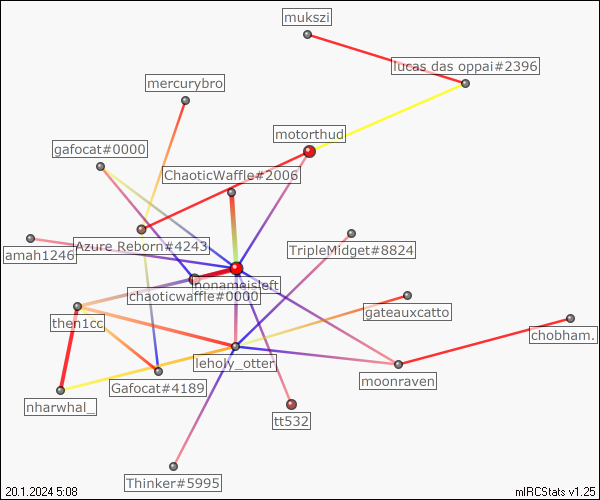 mukszi
lucas das oppai#2396
mercurybro
motorthud
gafocat#0000
ChaoticWaffle#2006
Azure Reborn#4243
TripleMidget#8824
amah1246
nonameisleft
chaoticwaffle#0000
then1cc
gateauxcatto
chobham.
leholy_otter
moonraven
Gafocat#4189
nharwhal_
tt532
Thinker#5995
20.1.2024 5:08
mIRCStats v1.25